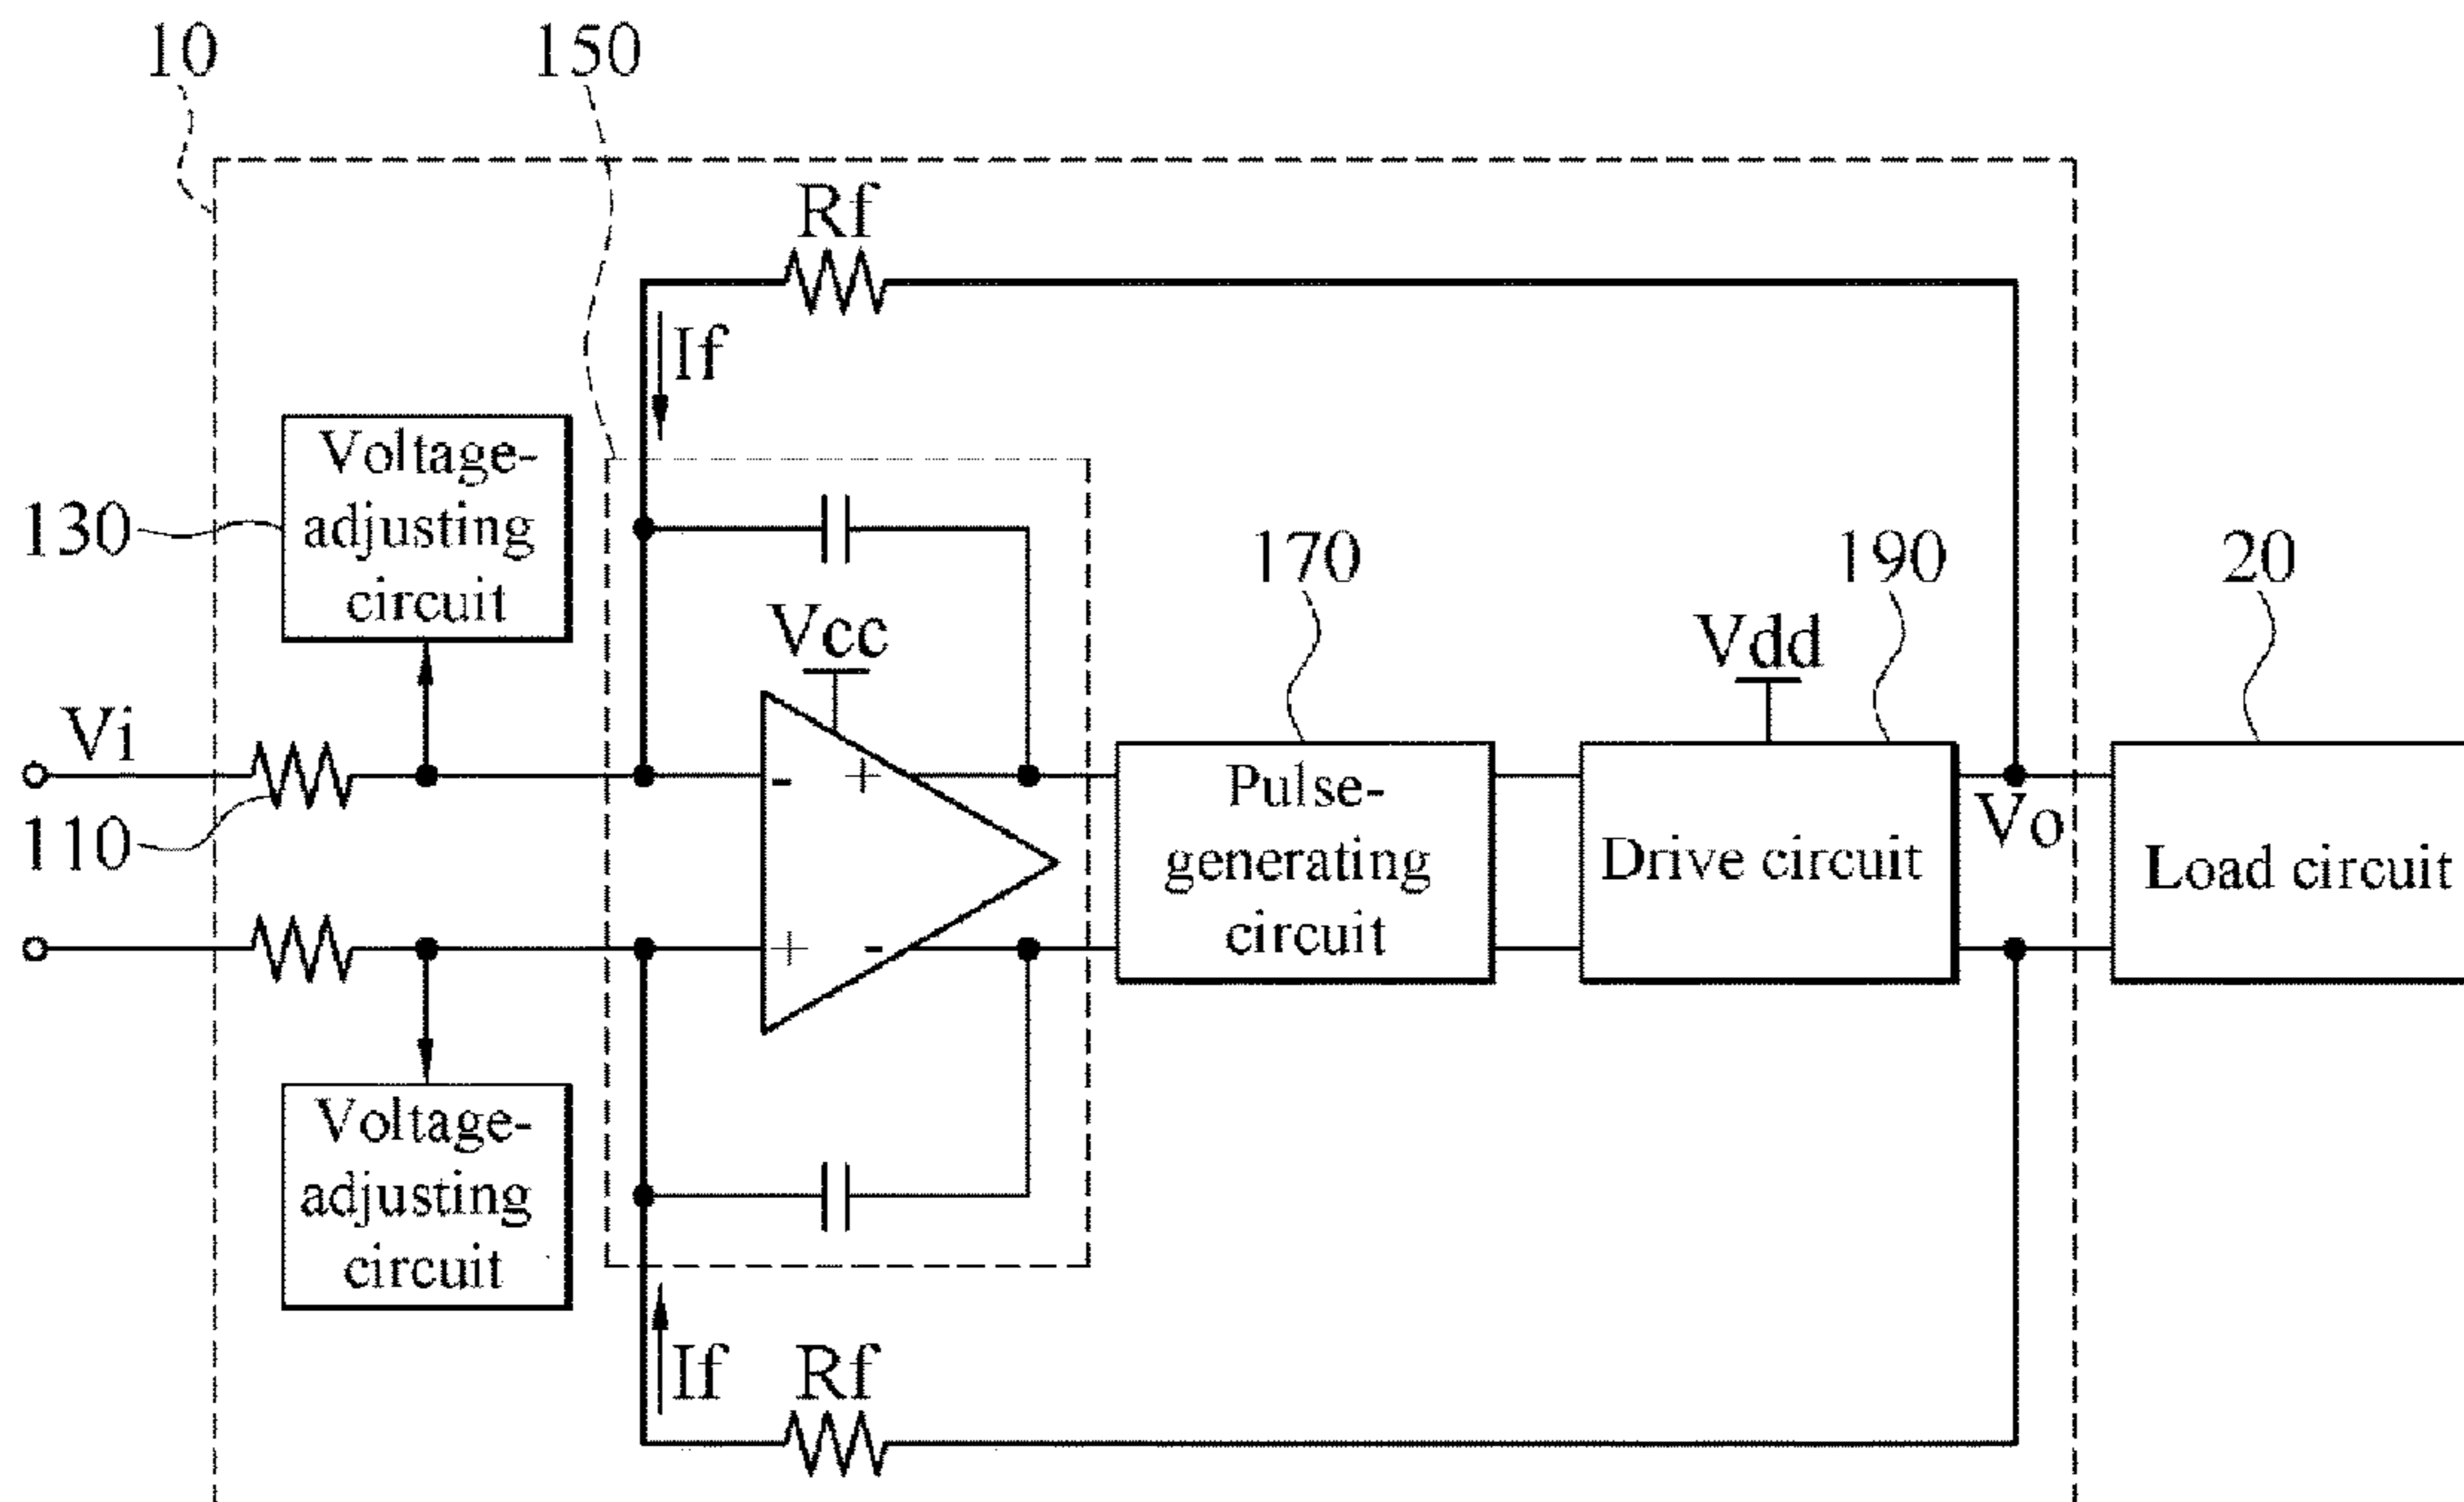 10
150
Rf
If
Voltage-
adjusting
circuit
130
Vcc
170
190
20
Vdd
Vi
110
-
+
Pulse-
generating
circuit
Drive circuit
Vo
Load circuit
+
-
Voltage-
adjusting
circuit
If
Rf